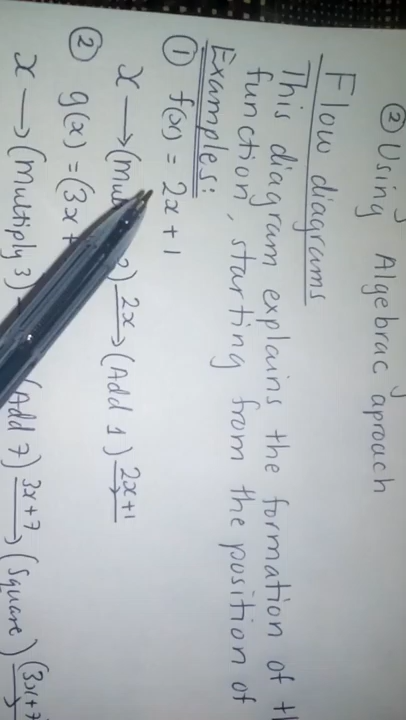 ② Using Algebrac aproach
Flow diagrams
This diagram explains the formation of
function, starting from the position of
Examples:
① f(x) = 2x + 1
x → (Mul 2) 2x → (Add 1) 2x+1 →
② g(x) = (3x +
x → (Multiply 3) (Add 7) 3x+7 → (Square) (3x+7 →